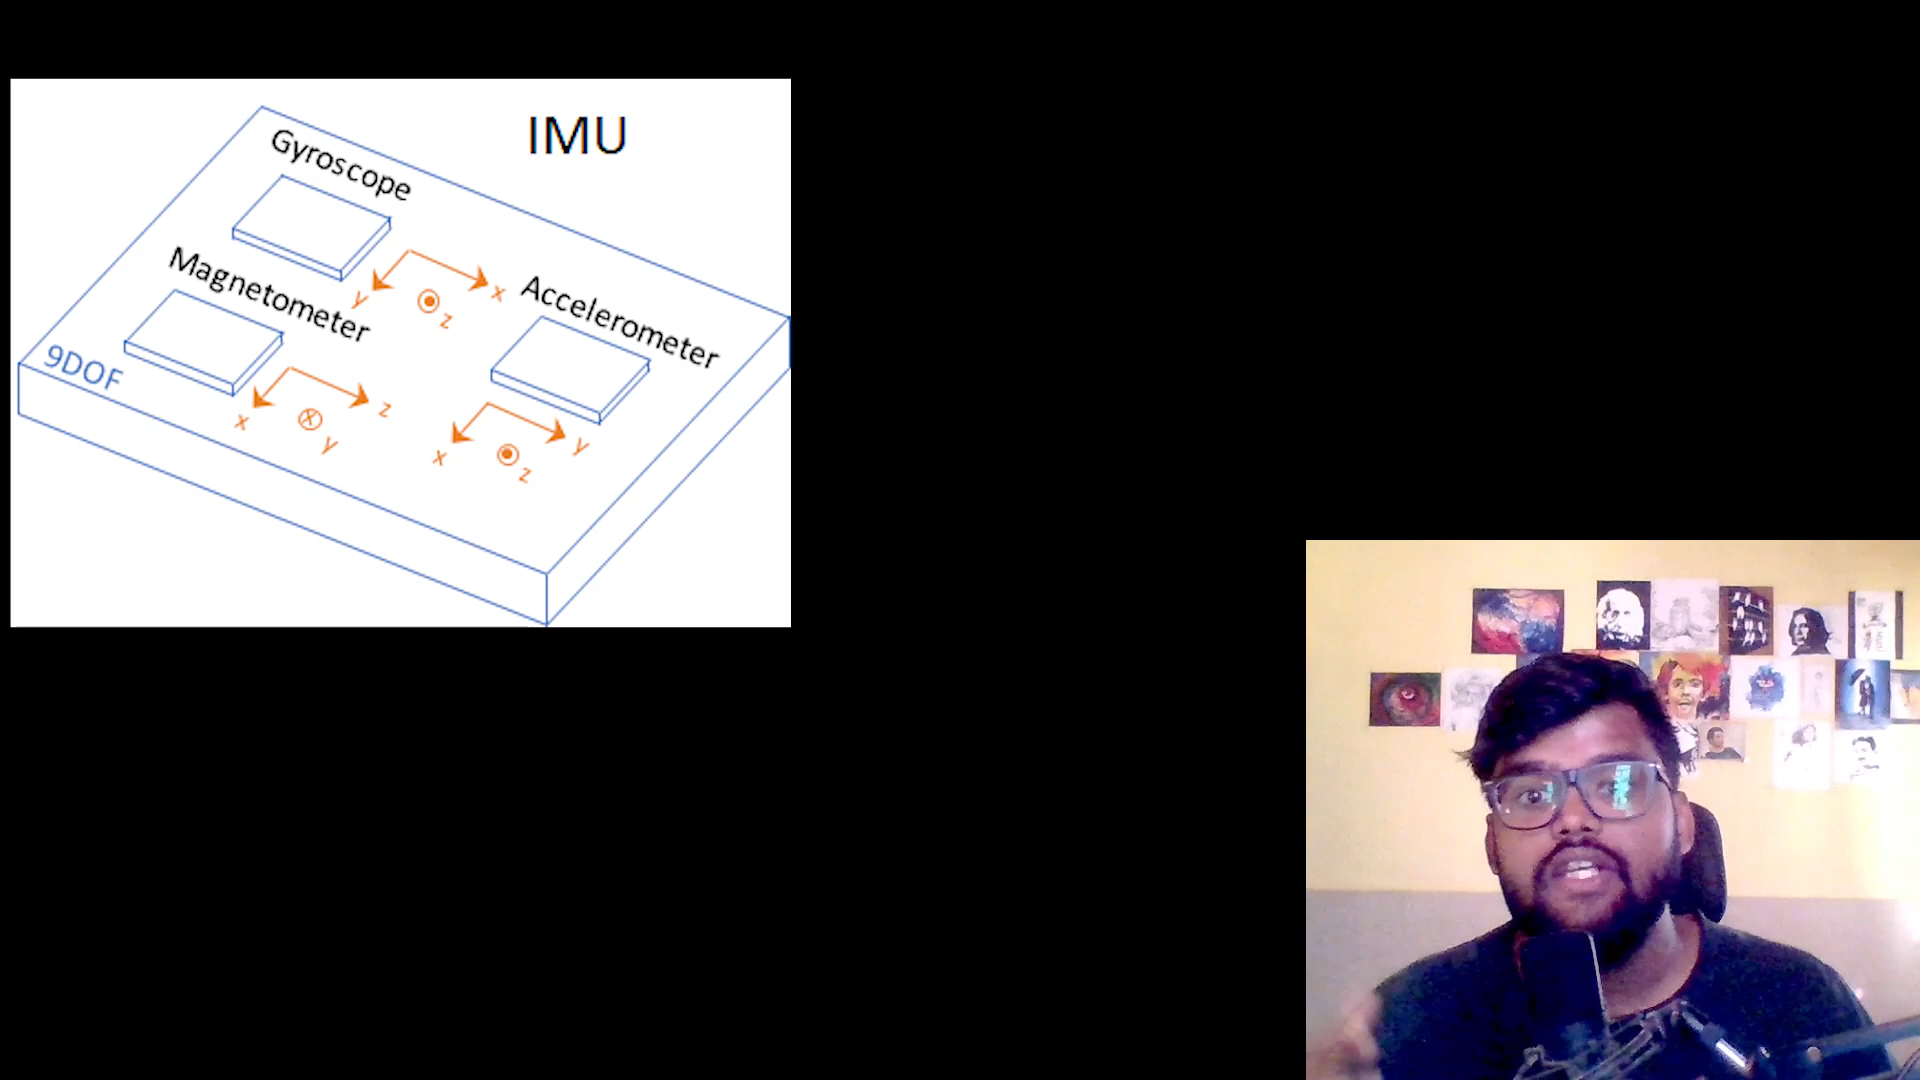 IMU
Gyroscope
y
x
z
Magnetometer
Accelerometer
9DOF
x
z
y
x
y
z